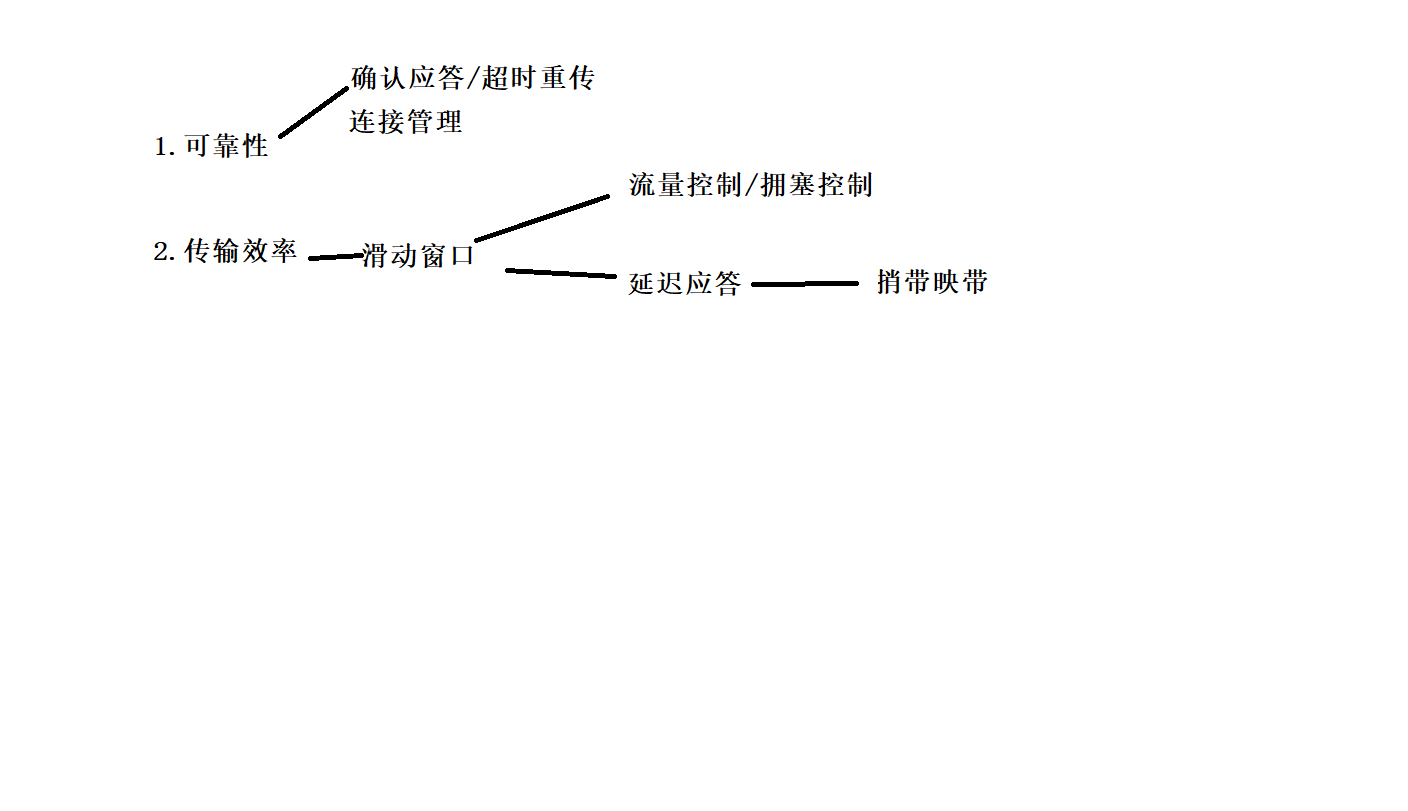 确认应答/超时重传
连接管理
1.可靠性
流量控制/拥塞控制
2.传输效率
滑动窗口
延迟应答
捎带映带